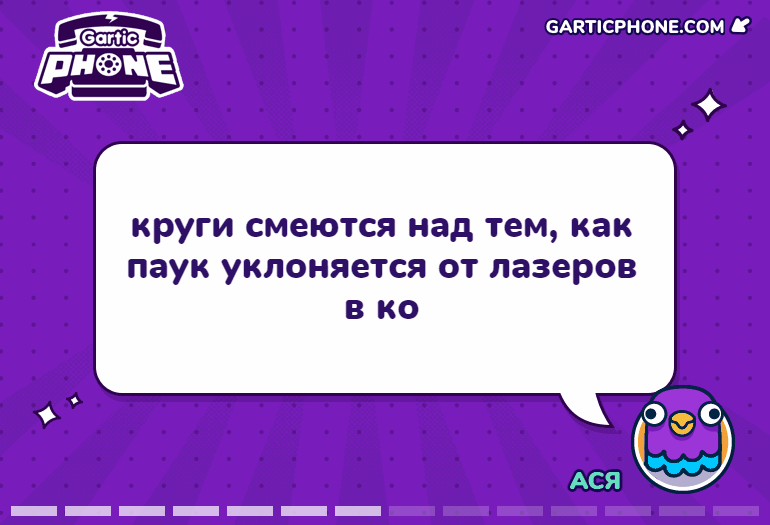 Gartic
PHONE
GARTICPHONE.COM
круги смеются над тем, как
паук уклоняется от лазеров
в ко
АСЯ